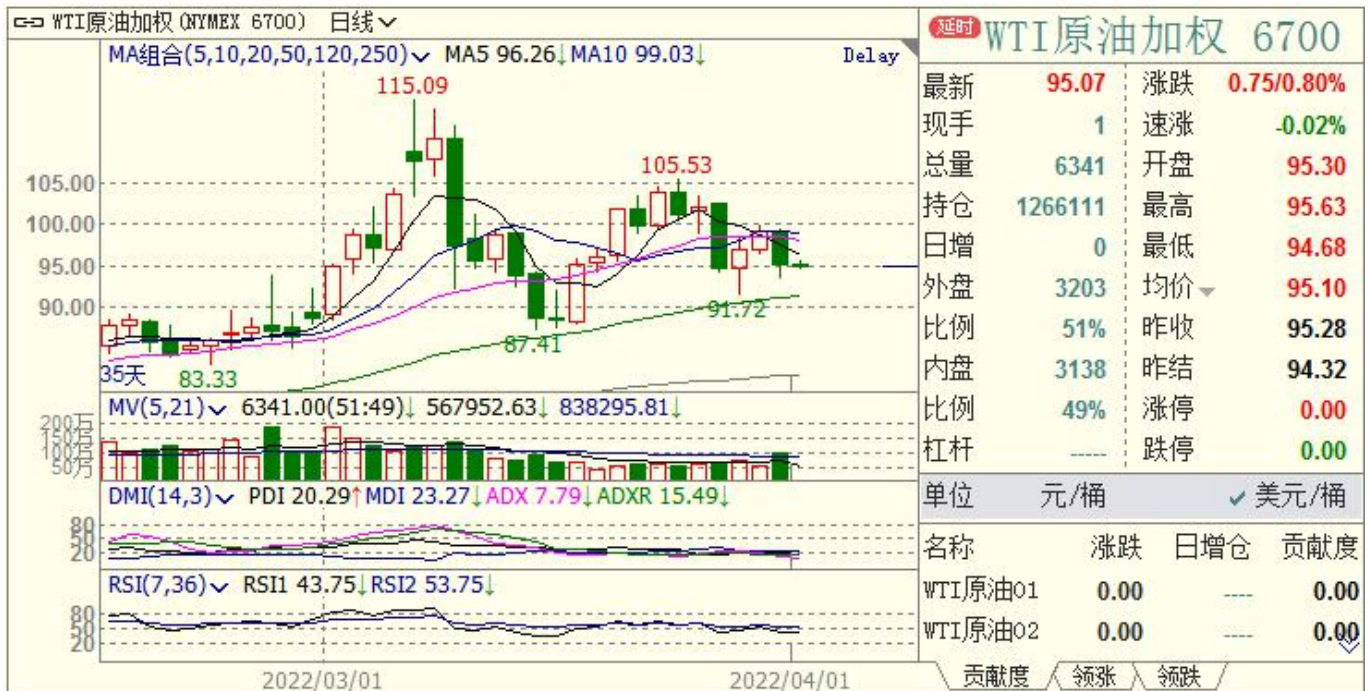 WTI原油加权(NYMEX 6700) 日线
MA组合(5,10,20,50,120,250) MA5 96.26↓ MA10 99.03↓ Delay
115.09
105.53
105.00
100.00
95.00
90.00
91.72
87.41
35天
83.33
MV(5,21) 6341.00(51:49)↓ 567952.63↓ 838295.81↓
200万
150万
100万
50万
DMI(14,3) PDI 20.29↑ MDI 23.27↓ ADX 7.79↓ ADXR 15.49↓
80
50
20
RSI(7,36) RSI1 43.75↓ RSI2 53.75↓
80
50
20
2022/03/01 2022/04/01
延时 WTI原油加权 6700
最新 95.07 涨跌 0.75/0.80%
现手 1 速涨 -0.02%
总量 6341 开盘 95.30
持仓 1266111 最高 95.63
日增 0 最低 94.68
外盘 3203 均价 95.10
比例 51% 昨收 95.28
内盘 3138 昨结 94.32
比例 49% 涨停 0.00
杠杆 ----- 跌停 0.00
单位 元/桶 ✓ 美元/桶
名称 涨跌 日增仓 贡献度
WTI原油01 0.00 ---- 0.00
WTI原油02 0.00 ---- 0.00
贡献度 领涨 领跌